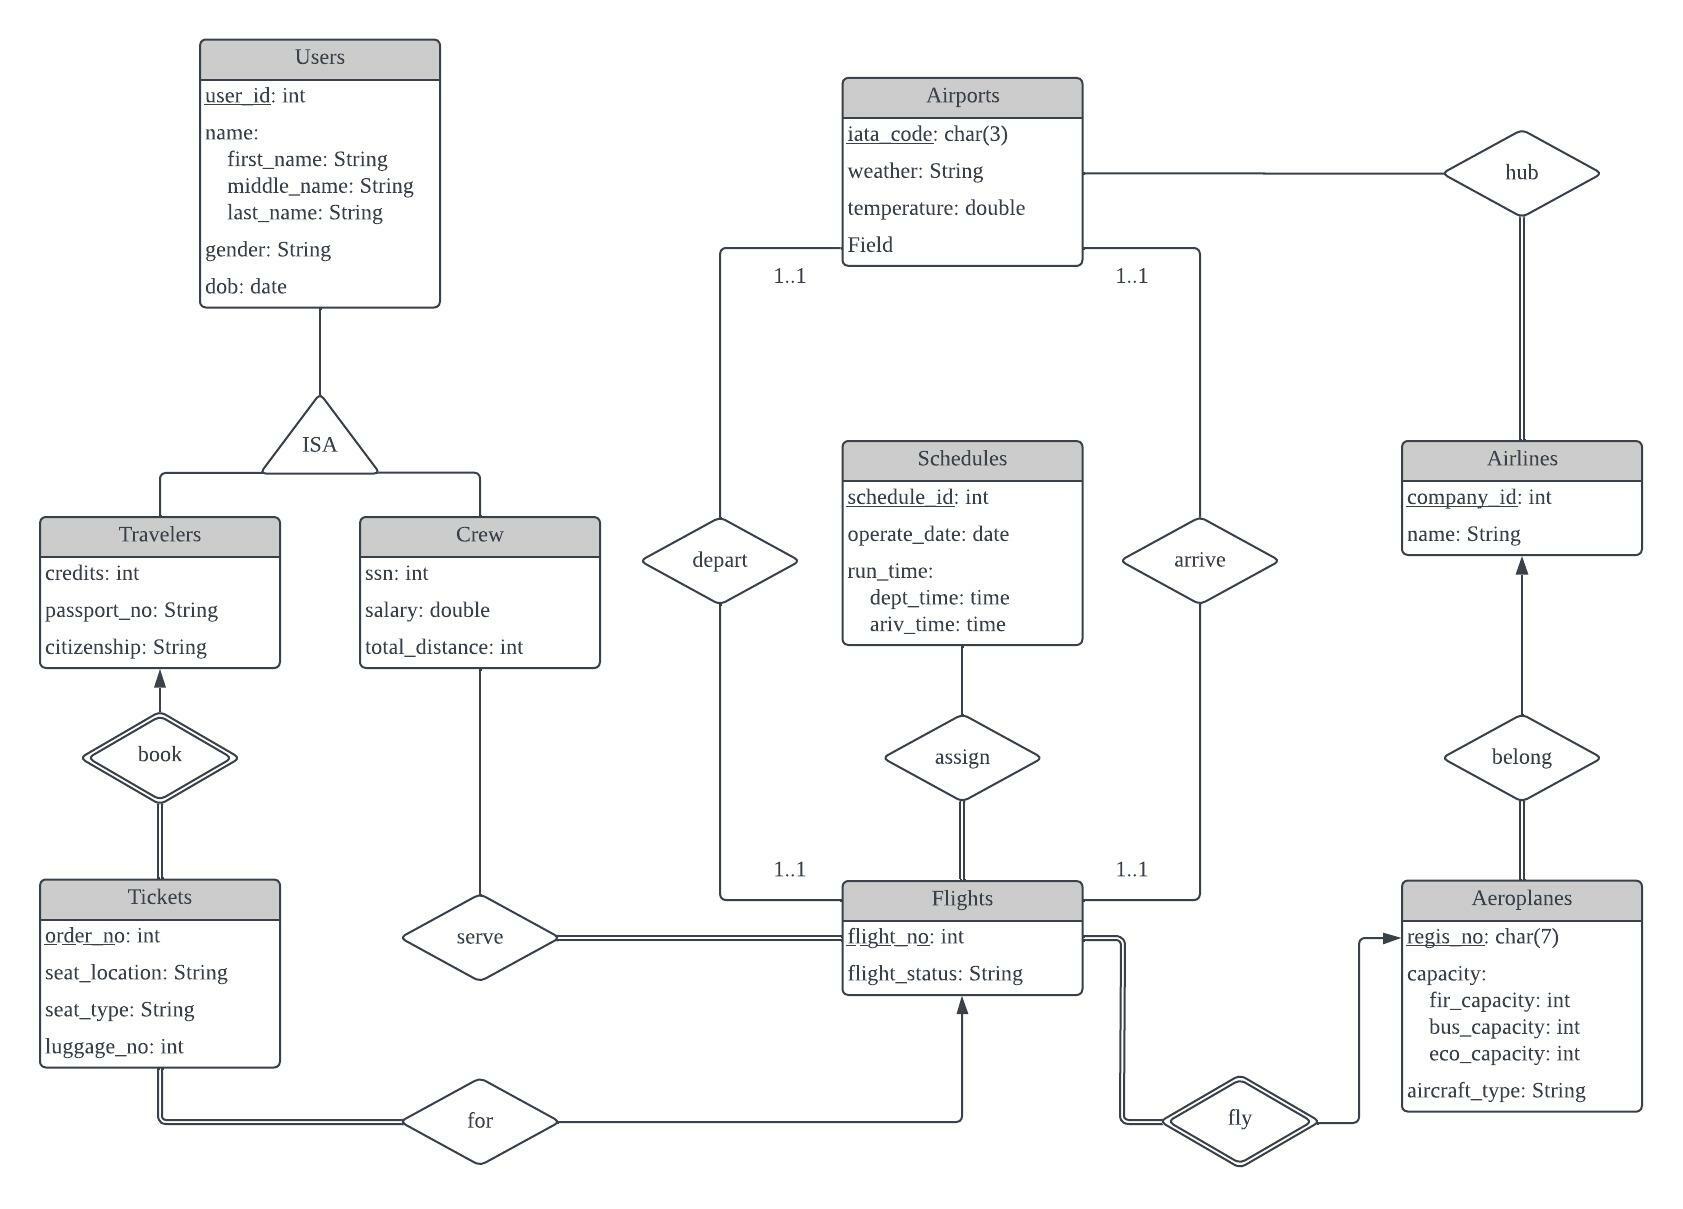 Users
user_id: int
name:
first_name: String
middle_name: String
last_name: String
gender: String
dob: date
Airports
iata_code: char(3)
weather: String
temperature: double
Field
hub
1..1
1..1
ISA
Travelers
credits: int
passport_no: String
citizenship: String
Crew
ssn: int
salary: double
total_distance: int
depart
Schedules
schedule_id: int
operate_date: date
run_time:
dept_time: time
ariv_time: time
arrive
Airlines
company_id: int
name: String
book
assign
belong
1..1
1..1
Tickets
order_no: int
seat_location: String
seat_type: String
luggage_no: int
serve
Flights
flight_no: int
flight_status: String
Aeroplanes
regis_no: char(7)
capacity:
fir_capacity: int
bus_capacity: int
eco_capacity: int
aircraft_type: String
for
fly